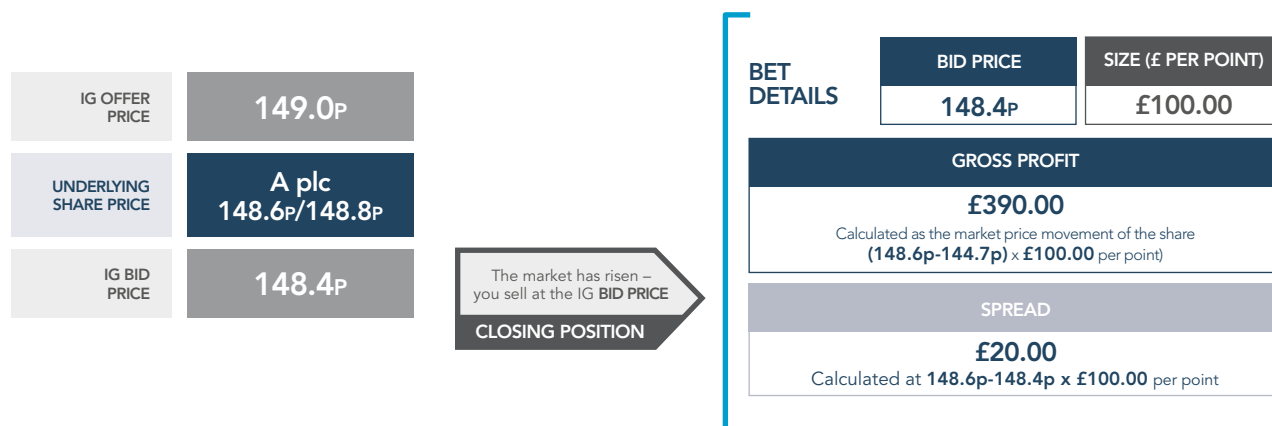 IG OFFER
PRICE
149.0P
UNDERLYING
SHARE PRICE
A plc
148.6P/148.8P
IG BID
PRICE
148.4P
The market has risen –
you sell at the IG BID PRICE
CLOSING POSITION
BET
DETAILS
BID PRICE
148.4P
SIZE (£ PER POINT)
£100.00
GROSS PROFIT
£390.00
Calculated as the market price movement of the share
(148.6p-144.7p) x £100.00 per point)
SPREAD
£20.00
Calculated at 148.6p-148.4p x £100.00 per point